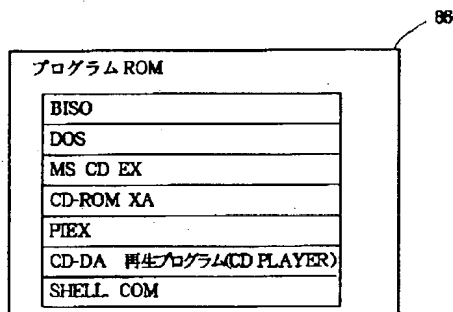 86
プログラム ROM
BISO
DOS
MS CD EX
CD-ROM XA
PIEX
CD-DA 再生プログラム(CD PLAYER)
SHELL. COM